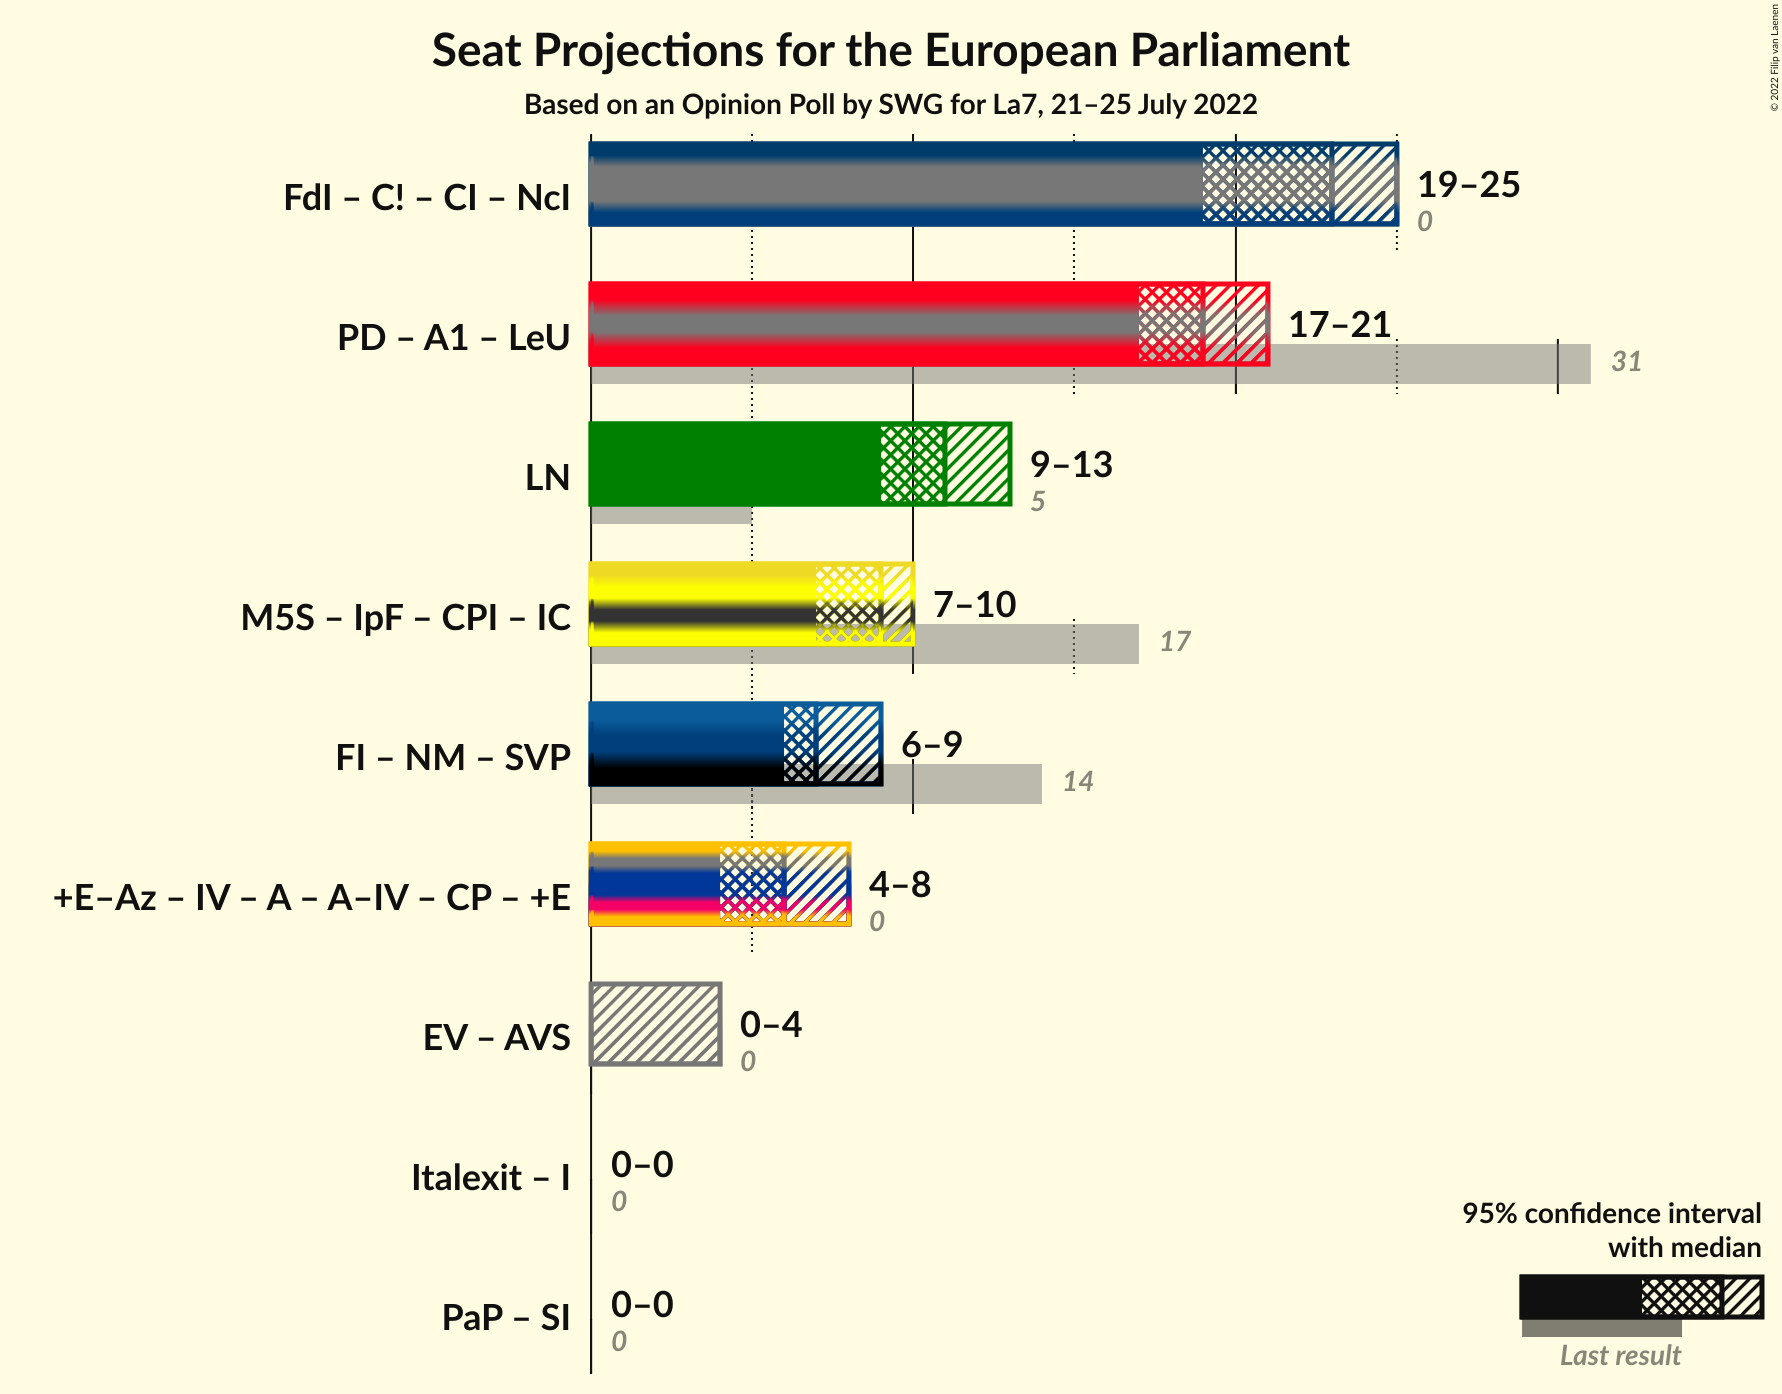 Seat Projections for the European Parliament
Based on an Opinion Poll by SWG for La7, 21–25 July 2022
© 2022 Filip van Laenen
FdI – C! – CI – NcI
19–25
0
PD – A1 – LeU
17–21
31
LN
9–13
5
M5S – IpF – CPI – IC
7–10
17
FI – NM – SVP
6–9
14
+E–Az – IV – A – A–IV – CP – +E
4–8
0
EV – AVS
0–4
0
Italexit – I
0–0
0
PaP – SI
0–0
0
95% confidence interval
with median
Last result